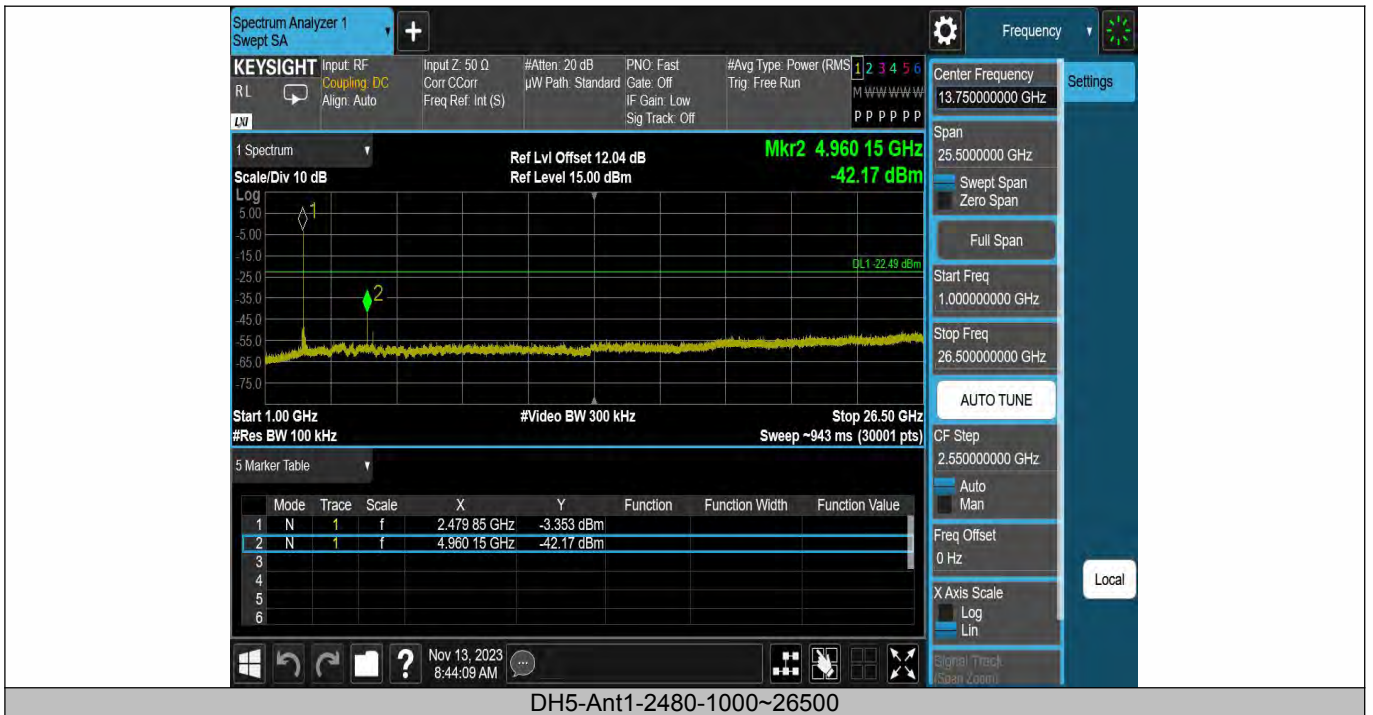 Spectrum Analyzer 1
Swept SA
+
Frequency
KEYSIGHT
RL
LXI
Input: RF
Coupling: DC
Align: Auto
Input Z: 50 Ω
Corr CCorr
Freq Ref: Int (S)
#Atten: 20 dB
µW Path: Standard
PNO: Fast
Gate: Off
IF Gain: Low
Sig Track: Off
#Avg Type: Power (RMS
Trig: Free Run
1 2 3 4 5 6
M W W W W W
P P P P P P
1 Spectrum
Scale/Div 10 dB
Ref Lvl Offset 12.04 dB
Ref Level 15.00 dBm
Mkr2 4.960 15 GHz
-42.17 dBm
Log
5.00
-5.00
-15.0
-25.0
-35.0
-45.0
-55.0
-65.0
-75.0
1
2
DL1 -22.49 dBm
Start 1.00 GHz
#Res BW 100 kHz
#Video BW 300 kHz
Stop 26.50 GHz
Sweep ~943 ms (30001 pts)
5 Marker Table
Mode Trace Scale X Y Function Function Width Function Value
1 N 1 f 2.479 85 GHz -3.353 dBm
2 N 1 f 4.960 15 GHz -42.17 dBm
3
4
5
6
Nov 13, 2023
8:44:09 AM
?
Center Frequency
13.750000000 GHz
Settings
Span
25.5000000 GHz
Swept Span
Zero Span
Full Span
Start Freq
1.000000000 GHz
Stop Freq
26.500000000 GHz
AUTO TUNE
CF Step
2.550000000 GHz
Auto
Man
Freq Offset
0 Hz
X Axis Scale
Log
Lin
Local
Signal Track
(Span Zoom)
DH5-Ant1-2480-1000~26500